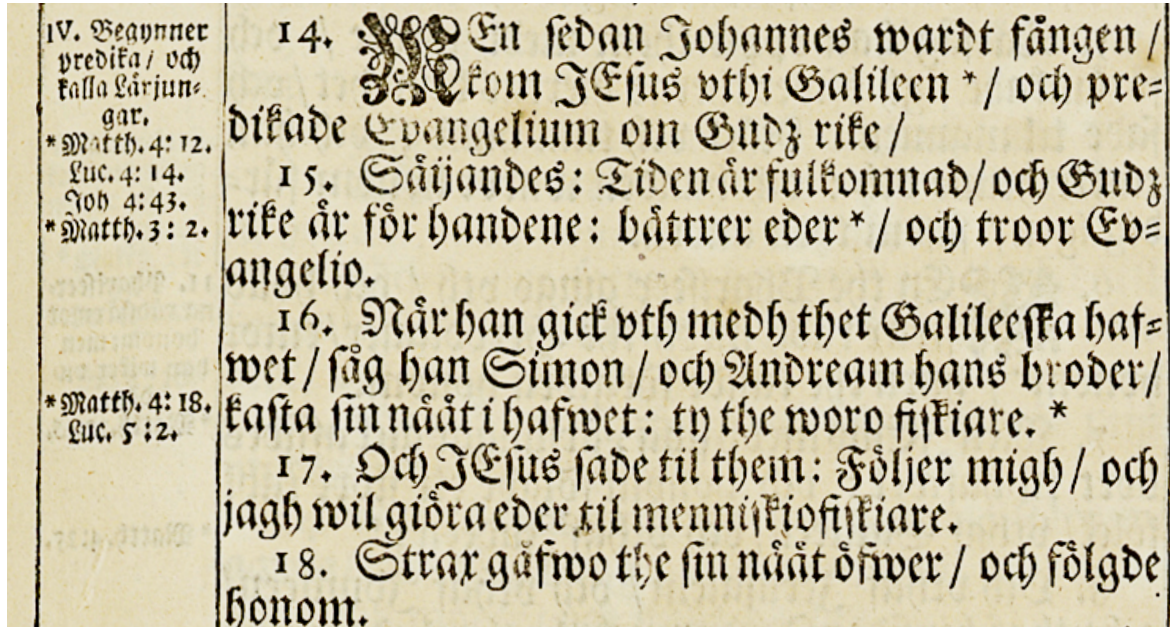 IV. Begynner
predika / och
kalla Lärjun-
gar.
* Matth. 4: 12.
Luc. 4: 14.
Joh 4: 43.
* Matth. 3: 2.
* Matth. 4: 18.
Luc. 5: 2.
14. MEn sedan Johannes wardt fången /
kom JEsus vthi Galileen * / och pre-
dikade Evangelium om Gudz rike /
15. Säijandes: Tiden är fulkomnad / och Gudz
rike är för handene: bättrer eder * / och troor Ev-
angelio.
16. När han gick vth medh thet Galileeska haf-
wet / såg han Simon / och Andream hans broder /
kasta sin näät i hafwet: ty the woro fiskiare. *
17. Och JEsus sade til them: Följer migh / och
jagh wil giöra eder til menniskiofiskiare.
18. Strax gåfwo the sin näät öfwer / och fölgde
honom.